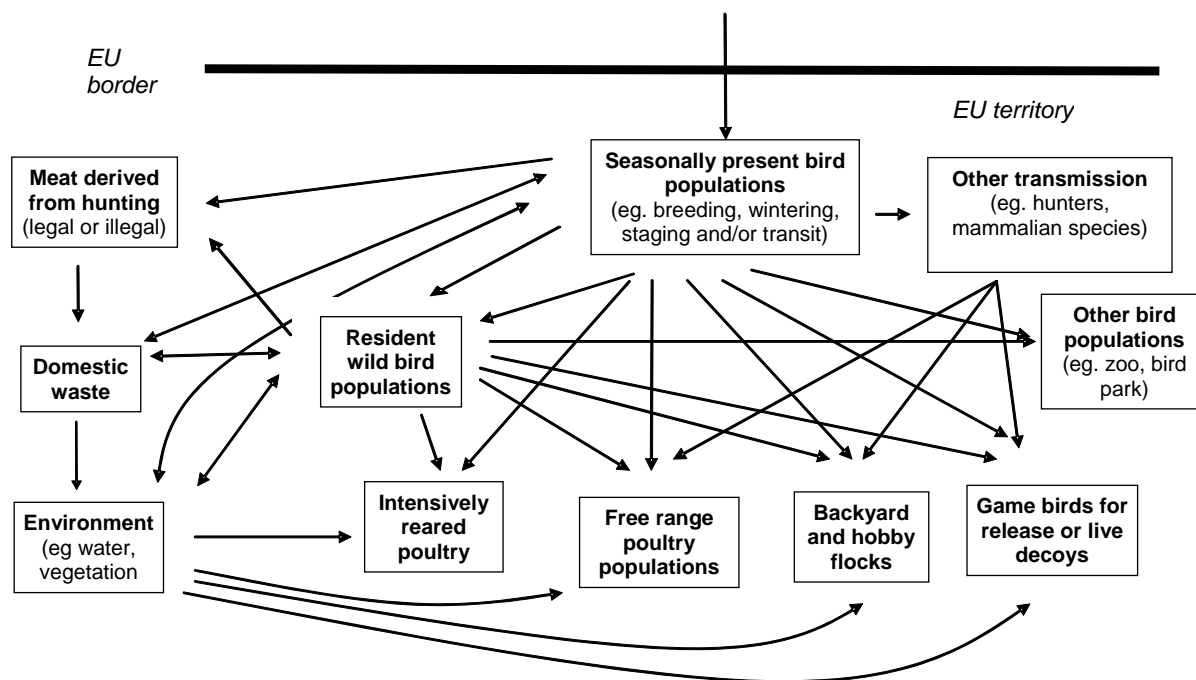 EU
border
EU territory
Meat derived
from hunting
(legal or illegal)
Seasonally present bird
populations
(eg. breeding, wintering,
staging and/or transit)
Other transmission
(eg. hunters,
mammalian species)
Domestic
waste
Resident
wild bird
populations
Other bird
populations
(eg. zoo, bird
park)
Environment
(eg water,
vegetation
Intensively
reared
poultry
Free range
poultry
populations
Backyard
and hobby
flocks
Game birds for
release or live
decoys